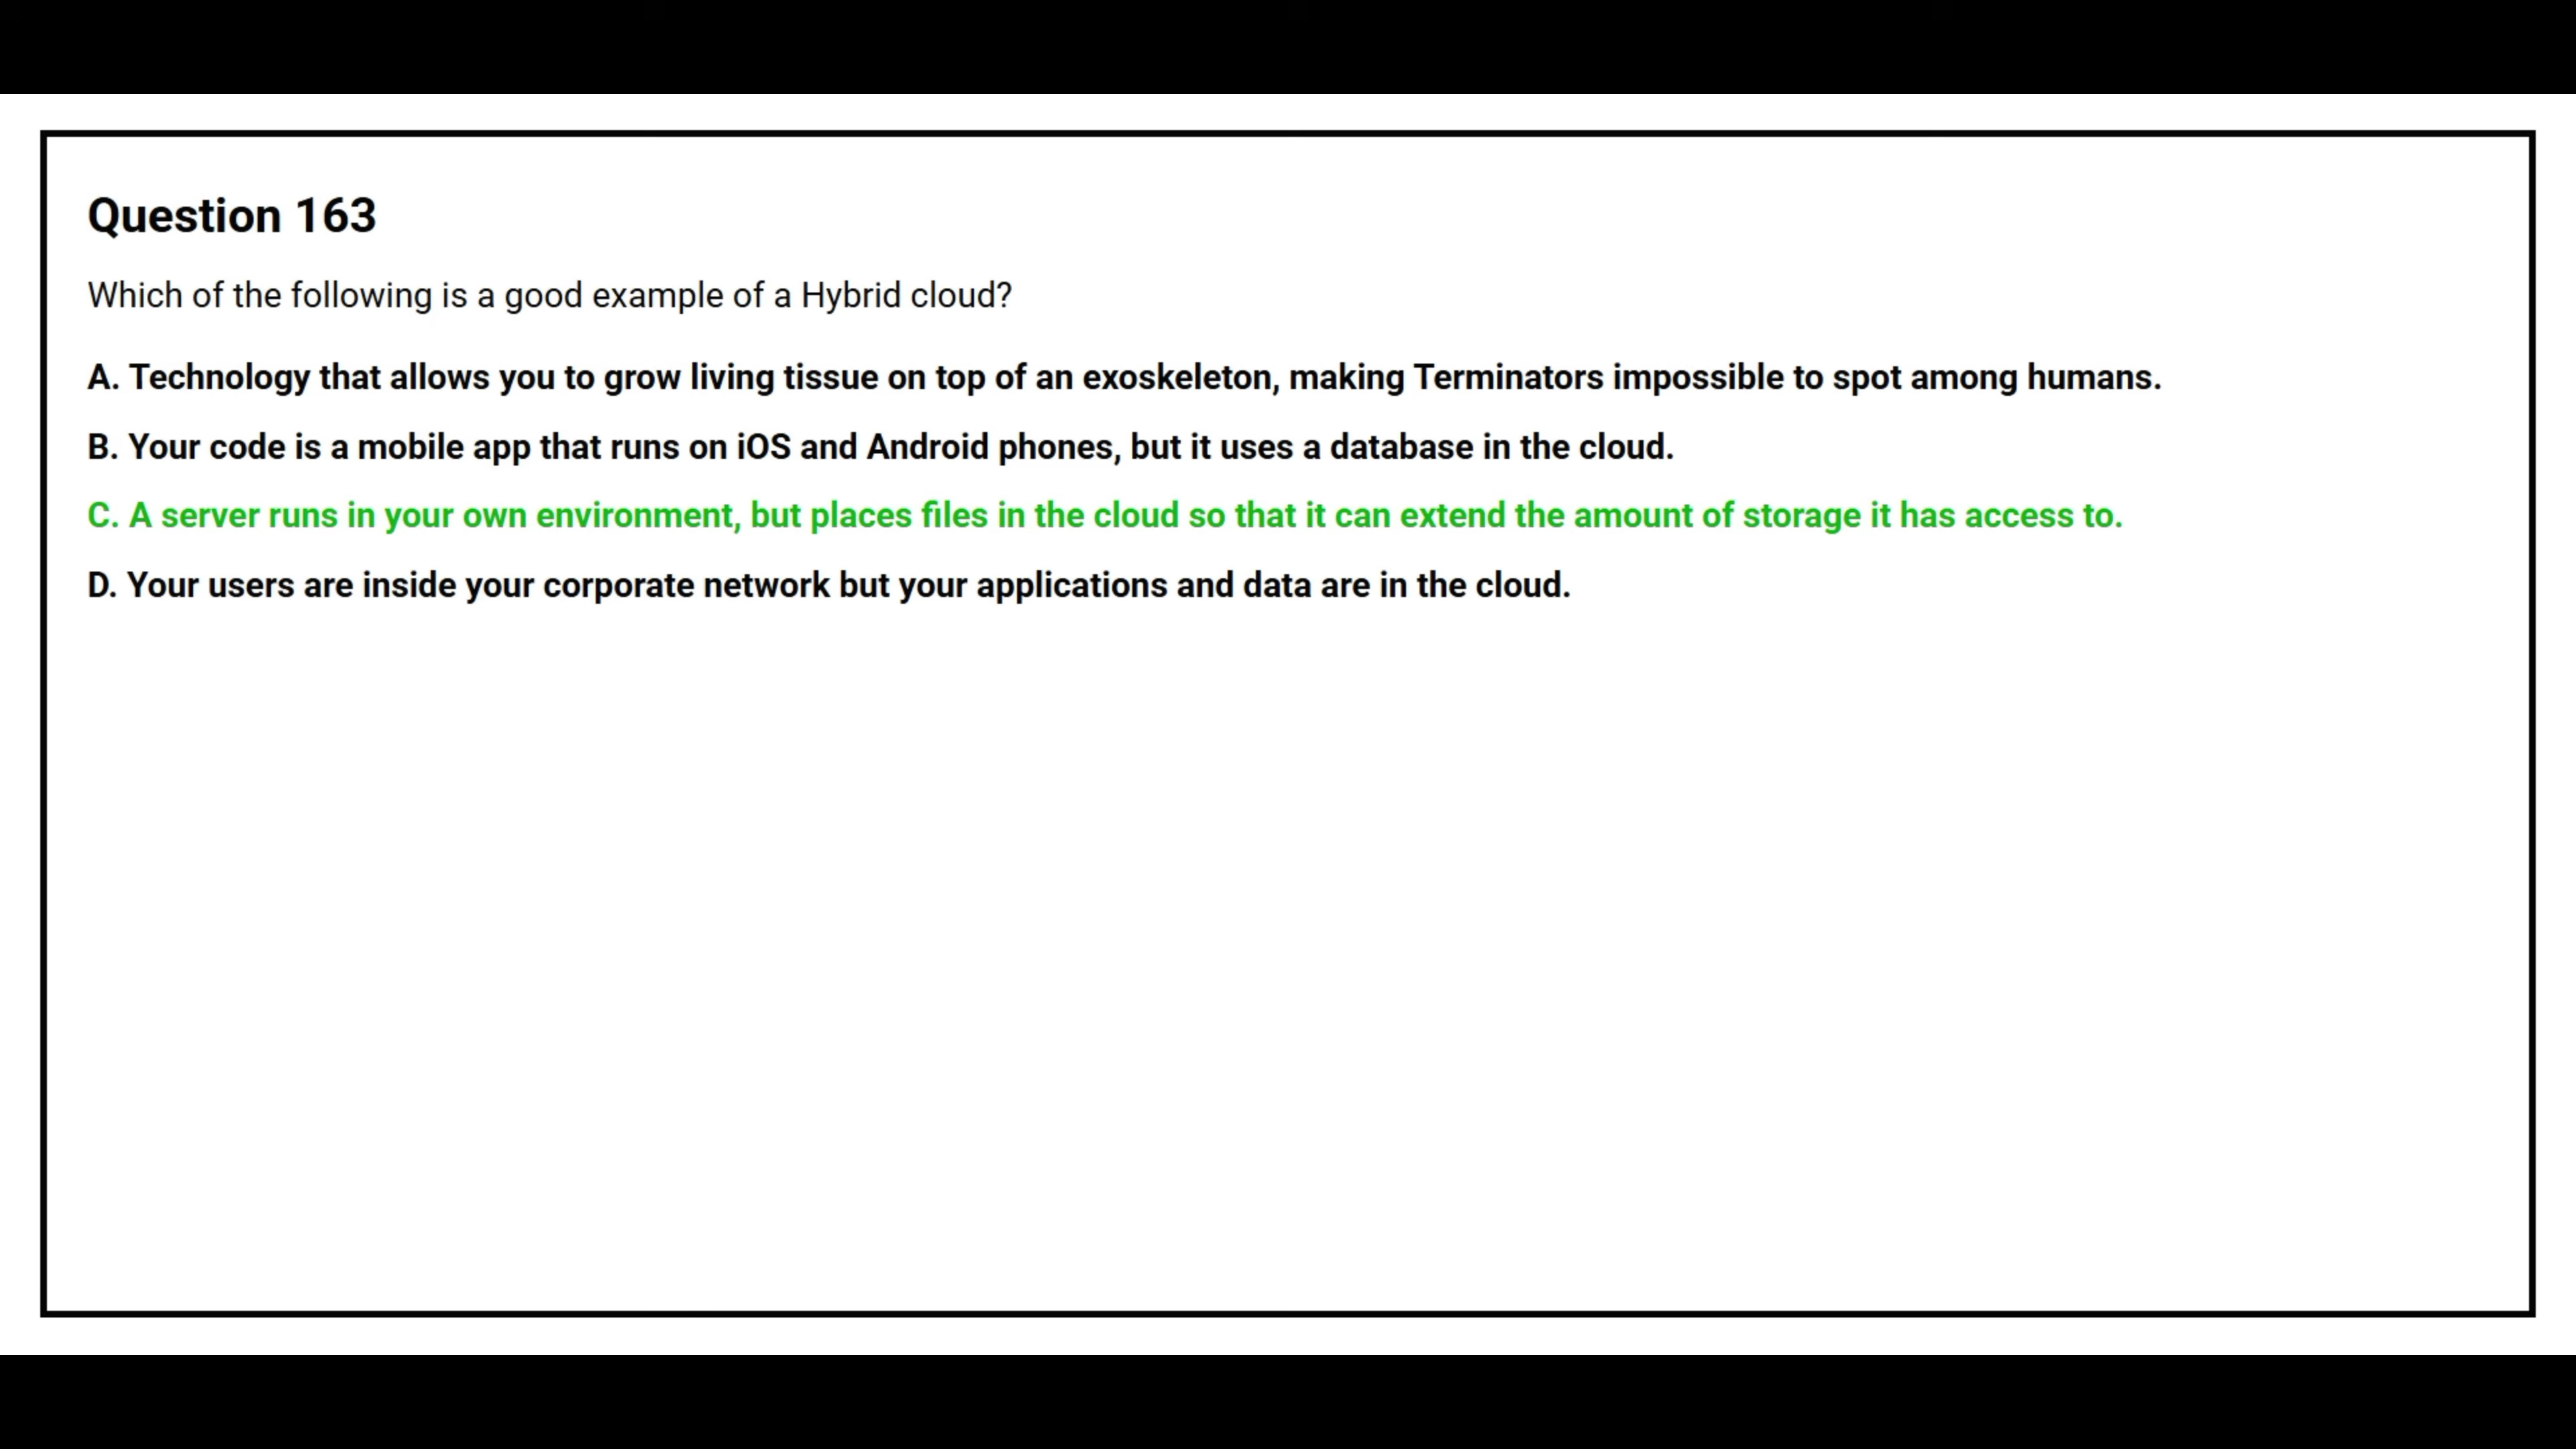 Question 163
Which of the following is a good example of a Hybrid cloud?
A. Technology that allows you to grow living tissue on top of an exoskeleton, making Terminators impossible to spot among humans.
B. Your code is a mobile app that runs on iOS and Android phones, but it uses a database in the cloud.
C. A server runs in your own environment, but places files in the cloud so that it can extend the amount of storage it has access to.
D. Your users are inside your corporate network but your applications and data are in the cloud.